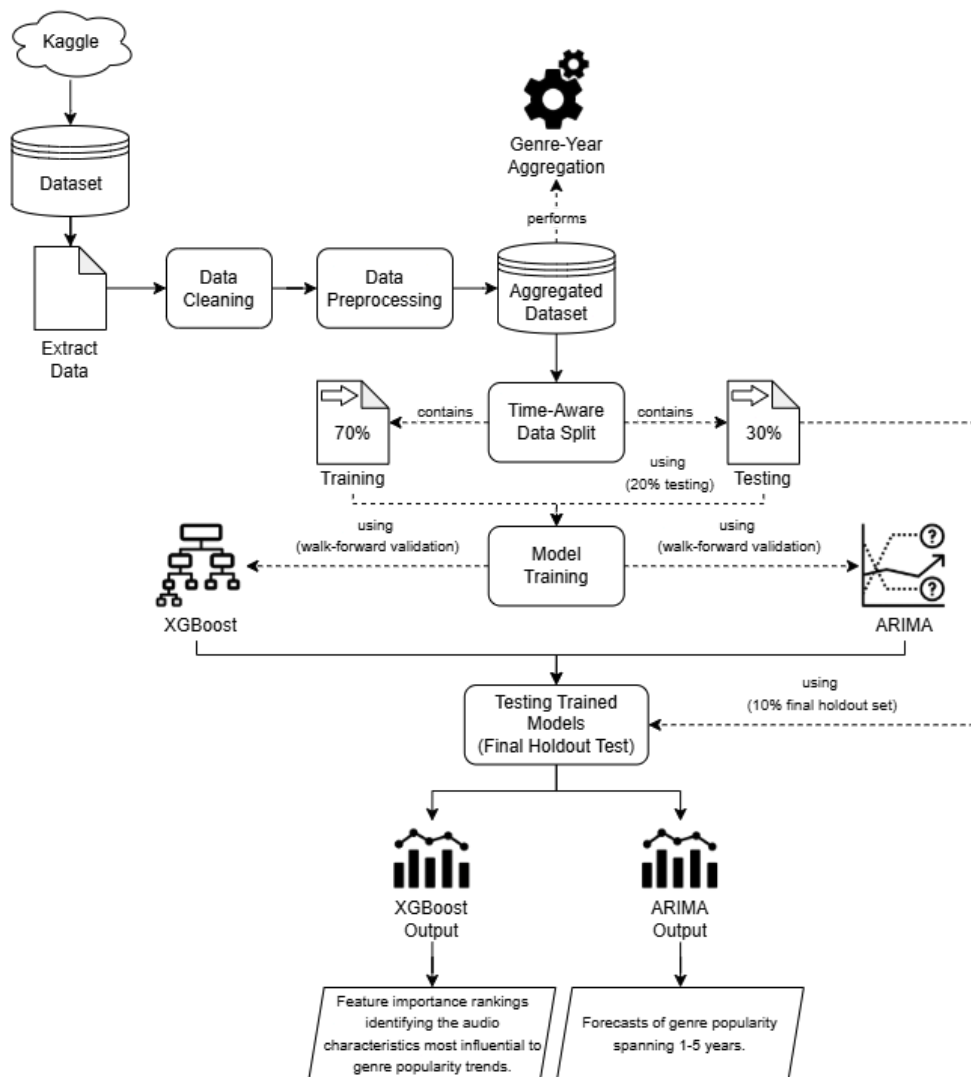 Kaggle
Dataset
Extract
Data
Data
Cleaning
Data
Preprocessing
Genre-Year
Aggregation
performs
Aggregated
Dataset
Time-Aware
Data Split
contains
contains
70%
Training
30%
Testing
using
(20% testing)
Model
Training
using
(walk-forward validation)
using
(walk-forward validation)
XGBoost
?
?
ARIMA
Testing Trained
Models
(Final Holdout Test)
using
(10% final holdout set)
XGBoost
Output
ARIMA
Output
Feature importance rankings
identifying the audio
characteristics most influential to
genre popularity trends.
Forecasts of genre popularity
spanning 1-5 years.